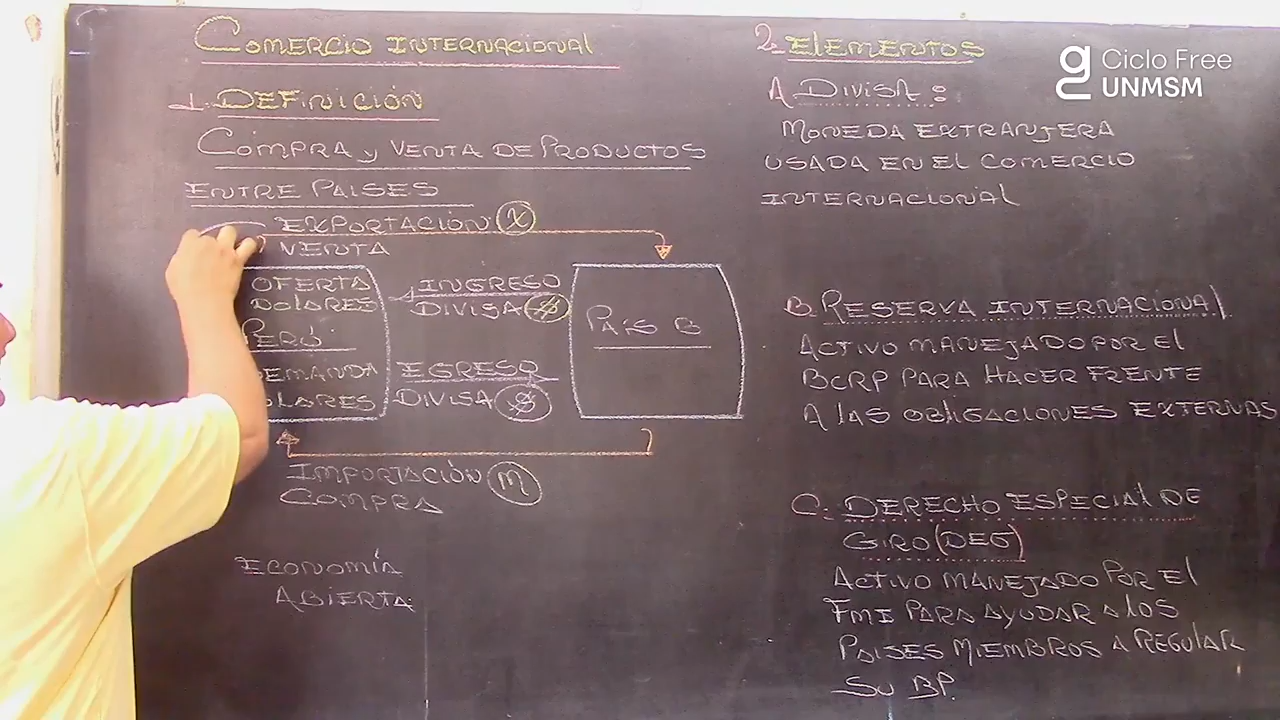 COMERCIO INTERNACIONAL
1. DEFINICIÓN
COMPRA Y VENTA DE PRODUCTOS
ENTRE PAISES
EXPORTACIÓN (X)
VENTA
OFERTA
DOLARES
PERÚ
DEMANDA
DOLARES
INGRESO
DIVISA ($)
EGRESO
DIVISA ($)
PAÍS B
IMPORTACIÓN (M)
COMPRA
ECONOMÍA
ABIERTA
2. ELEMENTOS
A. DIVISA:
MONEDA EXTRANJERA
USADA EN EL COMERCIO
INTERNACIONAL
B. RESERVA INTERNACIONAL
ACTIVO MANEJADO POR EL
BCRP PARA HACER FRENTE
A LAS OBLIGACIONES EXTERNAS
C. DERECHO ESPECIAL DE
GIRO (DEG)
ACTIVO MANEJADO POR EL
FMI PARA AYUDAR A LOS
PAISES MIEMBROS A REGULAR
SU BP.
g Ciclo Free
UNMSM